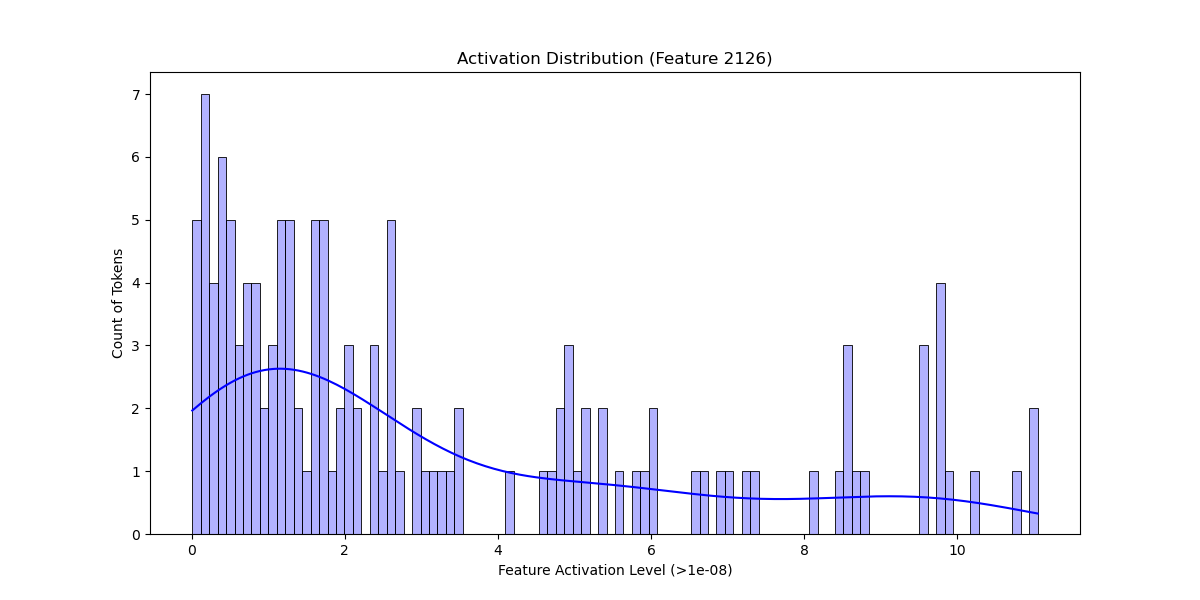 Activation Distribution (Feature 2126)
7
6
5
4
3
2
1
0
Count of Tokens
0 2 4 6 8 10
Feature Activation Level (>1e-08)